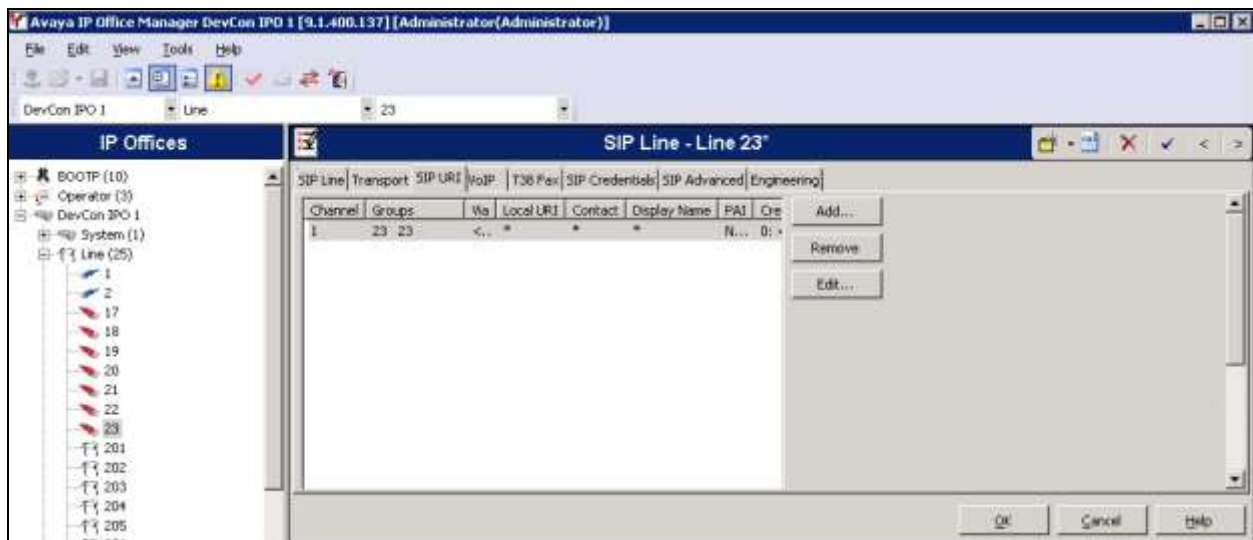 Avaya IP Office Manager DevCon IPO 1 [9.1.400.137] [Administrator(Administrator)]
File Edit View Tools Help
DevCon IPO 1 Line 23
IP Offices
SIP Line - Line 23*
BOOTP (10)
Operator (3)
DevCon IPO 1
System (1)
Line (25)
1
2
17
18
19
20
21
22
23
201
202
203
204
205
SIP Line Transport SIP URI VoIP T38 Fax SIP Credentials SIP Advanced Engineering
Channel Groups Via Local URI Contact Display Name PAI Cre
1 23 23 <.. * * * N... 0: <
Add...
Remove
Edit...
OK Cancel Help